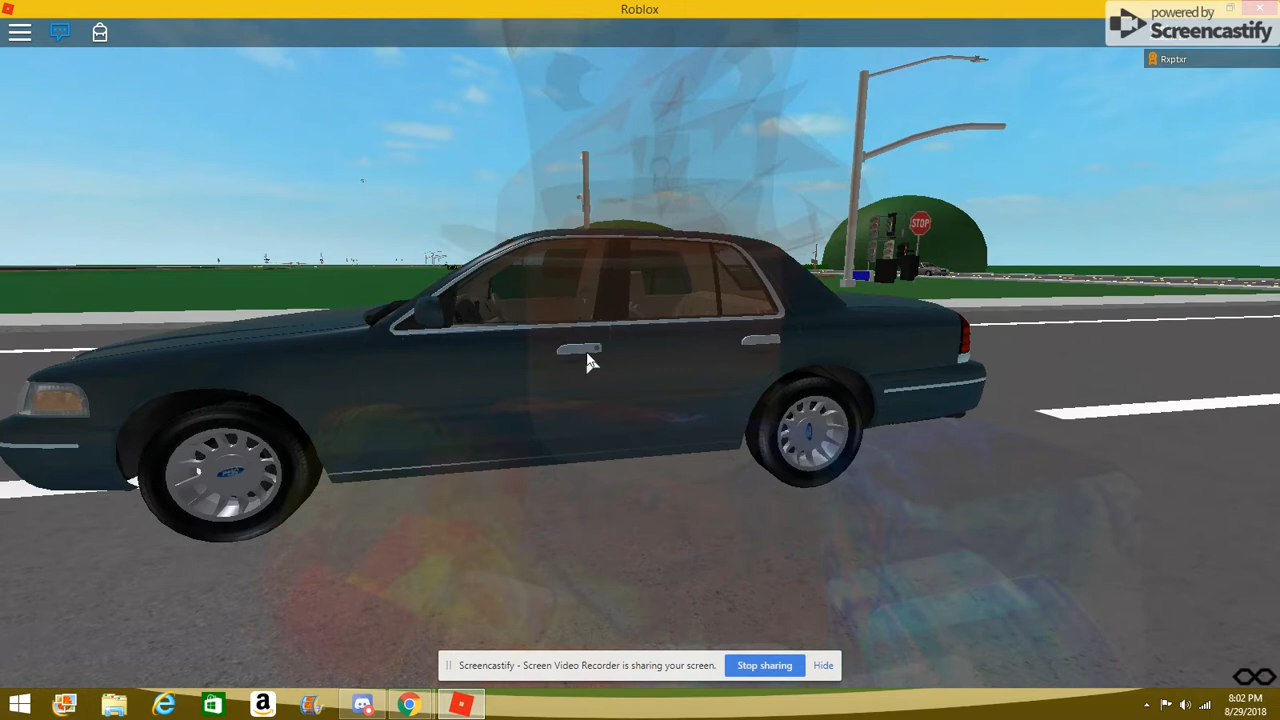 Roblox
powered by
Screencastify
Rxptxr
STOP
Ford
Screencastify - Screen Video Recorder is sharing your screen.
Stop sharing
Hide
a
8:02 PM
8/29/2018